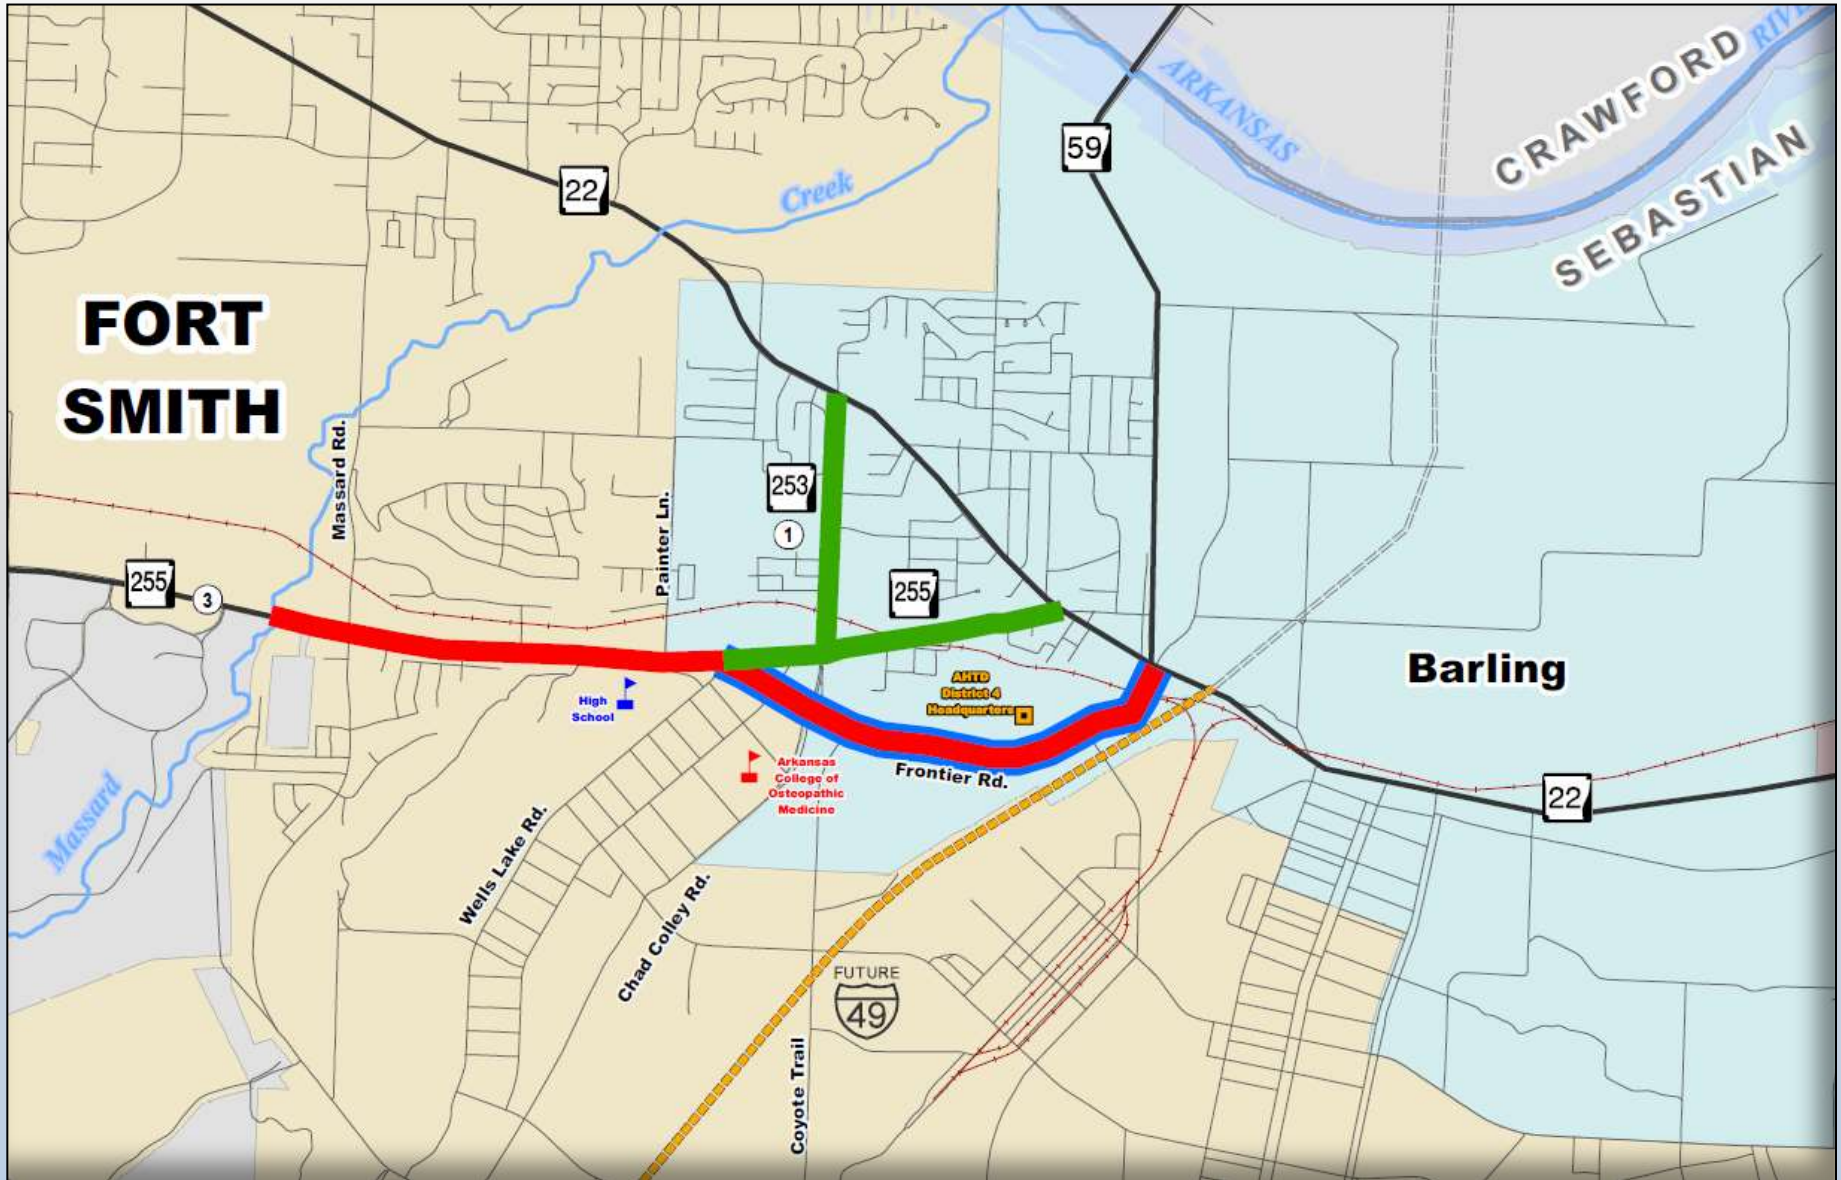 ARKANSAS
RIVER
CRAWFORD
SEBASTIAN
59
22
Creek
FORT
SMITH
Massard Rd.
Painter Ln.
253
1
255
3
255
Barling
High
School
AHTD
District 4
Headquarters
Arkansas
College of
Osteopathic
Medicine
Frontier Rd.
22
Massard
Wells Lake Rd.
Chad Colley Rd.
FUTURE
49
Coyote Trail